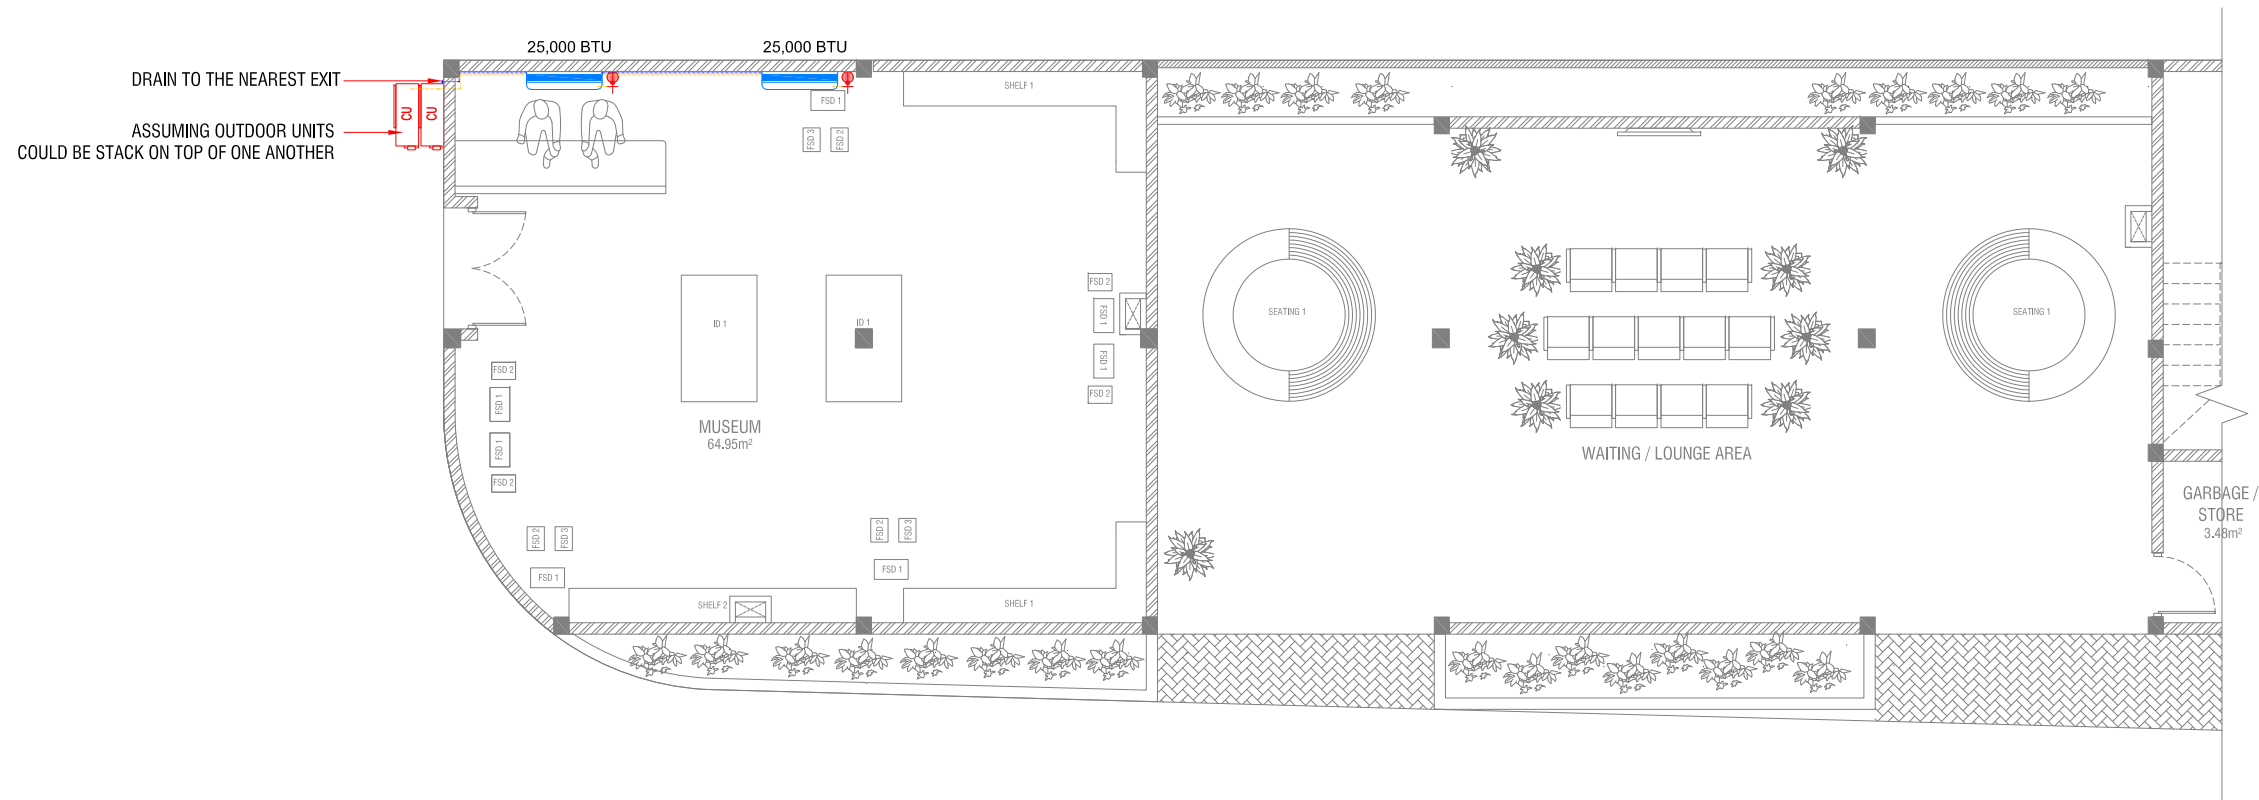 25,000 BTU
25,000 BTU
DRAIN TO THE NEAREST EXIT
CU
CU
ASSUMING OUTDOOR UNITS
COULD BE STACK ON TOP OF ONE ANOTHER
FSD 1
FSD 3
FSD 2
SHELF 1
FSD 2
FSD 1
FSD 1
FSD 2
ID 1
ID 1
SEATING 1
SEATING 1
FSD 2
FSD 1
FSD 1
FSD 2
MUSEUM
64.95m²
WAITING / LOUNGE AREA
GARBAGE /
STORE
3.48m²
FSD 2
FSD 3
FSD 1
FSD 2
FSD 3
FSD 1
SHELF 2
SHELF 1